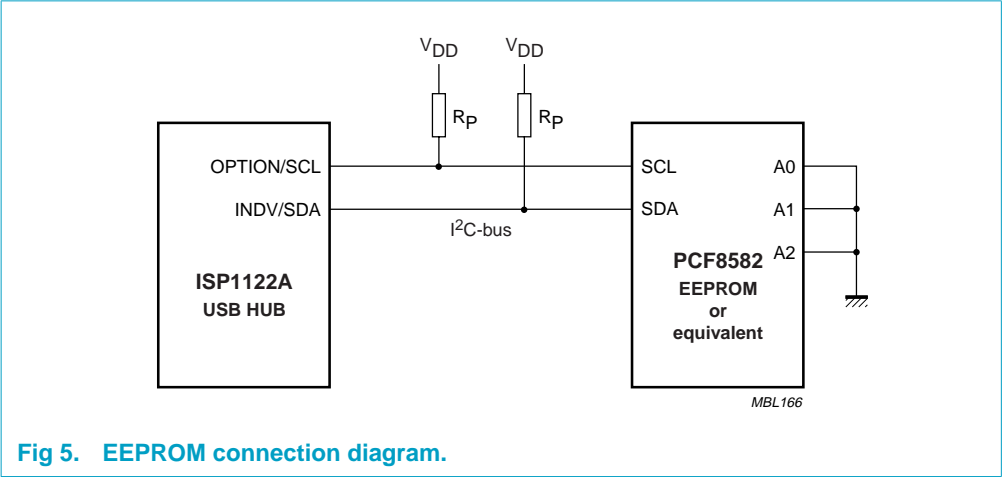 VDD VDD
RP RP
OPTION/SCL SCL A0
INDV/SDA SDA A1
I2C-bus
A2
ISP1122A
USB HUB
PCF8582
EEPROM
or
equivalent
MBL166
Fig 5. EEPROM connection diagram.